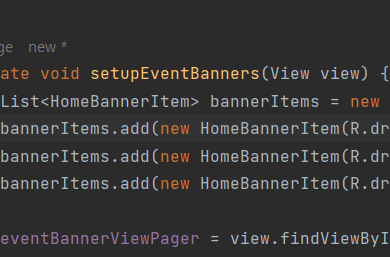 ge new *
ate void setupEventBanners(View view) {
List<HomeBannerItem> bannerItems = new
bannerItems.add(new HomeBannerItem(R.dr
bannerItems.add(new HomeBannerItem(R.dr
bannerItems.add(new HomeBannerItem(R.dr
eventBannerViewPager = view.findViewByI